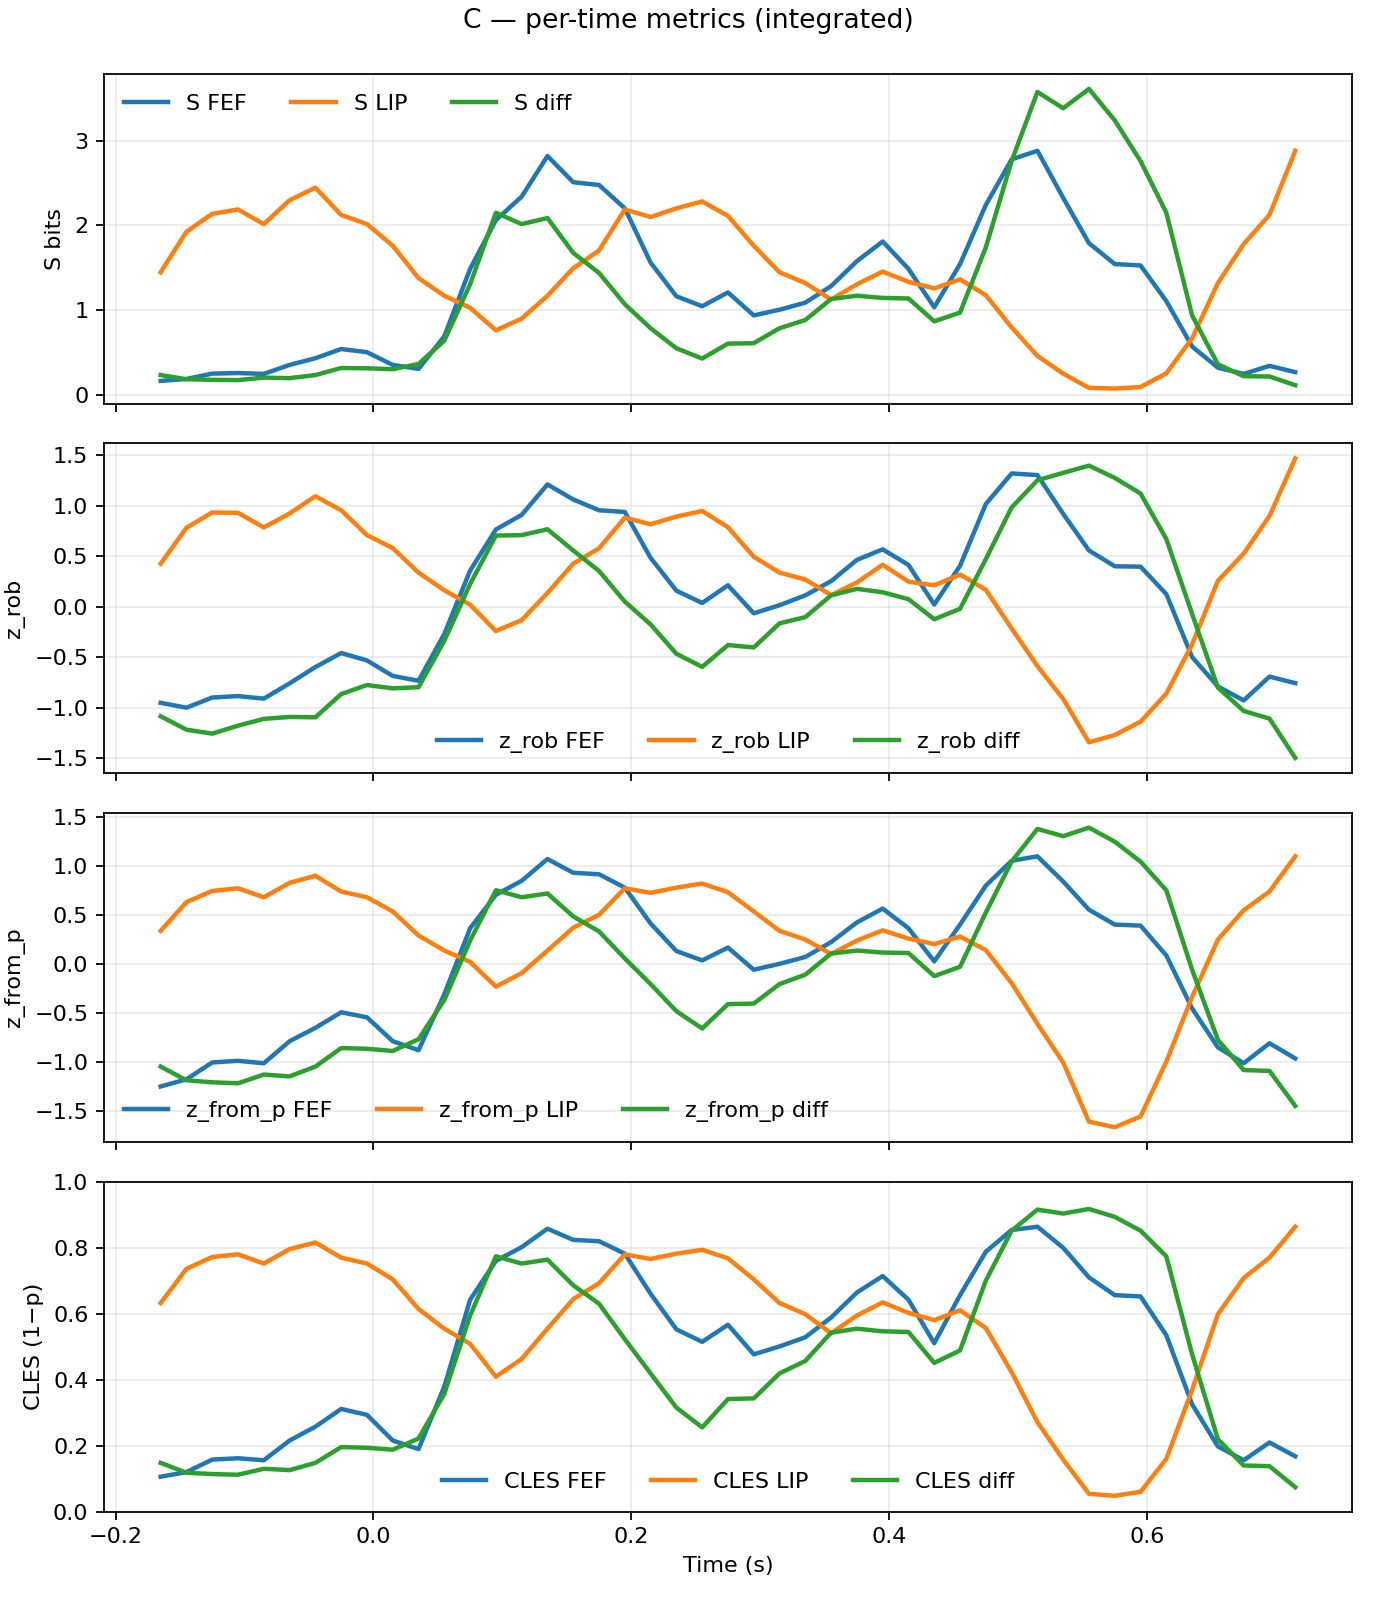 C — per-time metrics (integrated)
S FEF S LIP S diff
S bits
3
2
1
0
z_rob
1.5
1.0
0.5
0.0
−0.5
−1.0
−1.5
z_rob FEF z_rob LIP z_rob diff
z_from_p
1.5
1.0
0.5
0.0
−0.5
−1.0
−1.5
z_from_p FEF z_from_p LIP z_from_p diff
CLES (1−p)
1.0
0.8
0.6
0.4
0.2
0.0
CLES FEF CLES LIP CLES diff
−0.2 0.0 0.2 0.4 0.6
Time (s)